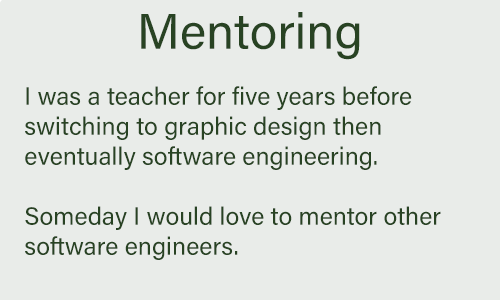 Mentoring
I was a teacher for five years before
switching to graphic design then
eventually software engineering.
Someday I would love to mentor other
software engineers.